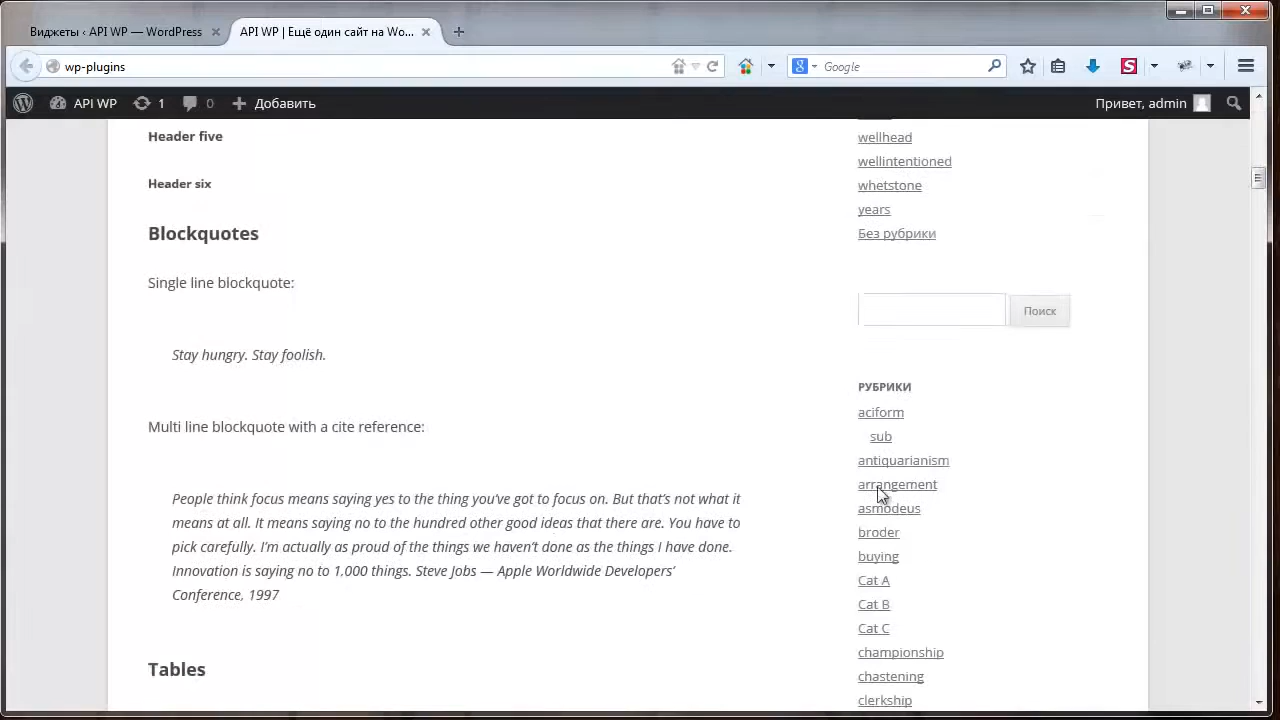 Виджеты ‹ API WP — WordPress
API WP | Ещё один сайт на Wo...
wp-plugins
Google
API WP
1
0
Добавить
Привет, admin
Header five
Header six
Blockquotes
Single line blockquote:
Stay hungry. Stay foolish.
Multi line blockquote with a cite reference:
People think focus means saying yes to the thing you’ve got to focus on. But that’s not what it
means at all. It means saying no to the hundred other good ideas that there are. You have to
pick carefully. I’m actually as proud of the things we haven’t done as the things I have done.
Innovation is saying no to 1,000 things. Steve Jobs — Apple Worldwide Developers’
Conference, 1997
Tables
wellhead
wellintentioned
whetstone
years
Без рубрики
Поиск
РУБРИКИ
aciform
sub
antiquarianism
arrangement
asmodeus
broder
buying
Cat A
Cat B
Cat C
championship
chastening
clerkship